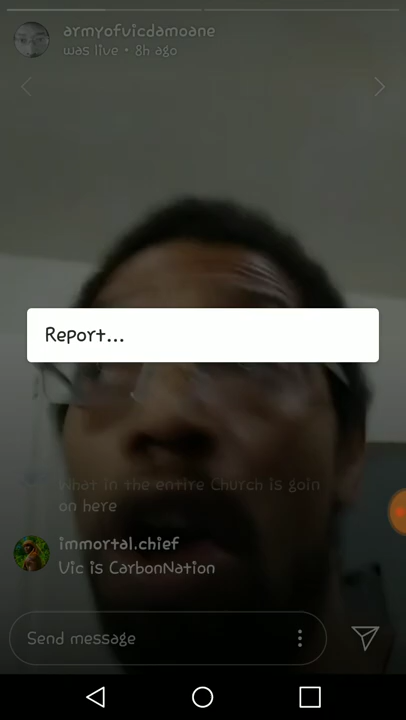 armyofvicdamoane
was live • 8h ago
Report...
What in the entire Church is goin
on here
immortal.chief
Vic is CarbonNation
Send message